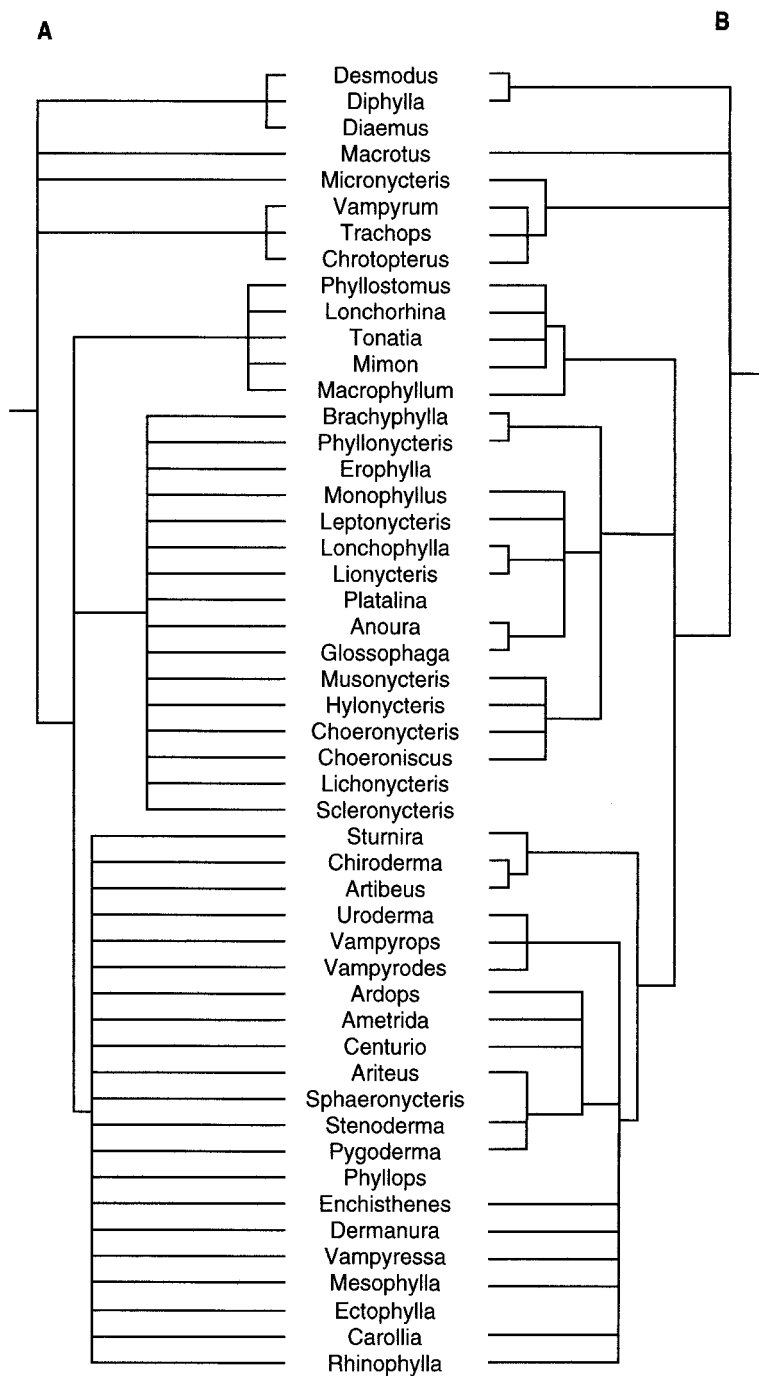 A
B
Desmodus
Diphylla
Diaemus
Macrotus
Micronycteris
Vampyrum
Trachops
Chrotopterus
Phyllostomus
Lonchorhina
Tonatia
Mimon
Macrophyllum
Brachyphylla
Phyllonycteris
Erophylla
Monophyllus
Leptonycteris
Lonchophylla
Lionycteris
Platalina
Anoura
Glossophaga
Musonycteris
Hylonycteris
Choeronycteris
Choeroniscus
Lichonycteris
Scleronycteris
Sturnira
Chiroderma
Artibeus
Uroderma
Vampyrops
Vampyrodes
Ardops
Ametrida
Centurio
Ariteus
Sphaeronycteris
Stenoderma
Pygoderma
Phyllops
Enchisthenes
Dermanura
Vampyressa
Mesophylla
Ectophylla
Carollia
Rhinophylla